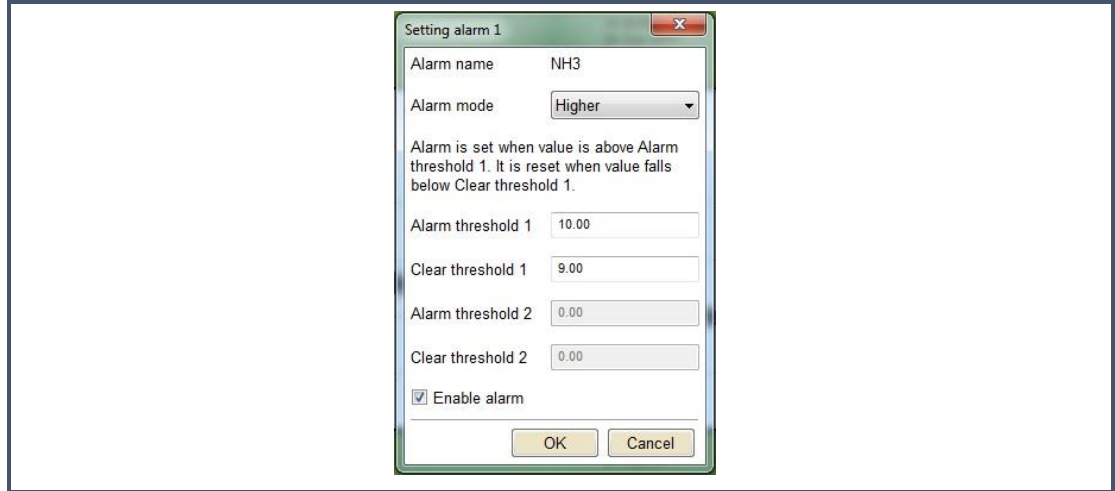 Setting alarm 1
Alarm name NH3
Alarm mode Higher
Alarm is set when value is above Alarm
threshold 1. It is reset when value falls
below Clear threshold 1.
Alarm threshold 1 10.00
Clear threshold 1 9.00
Alarm threshold 2 0.00
Clear threshold 2 0.00
Enable alarm
OK Cancel